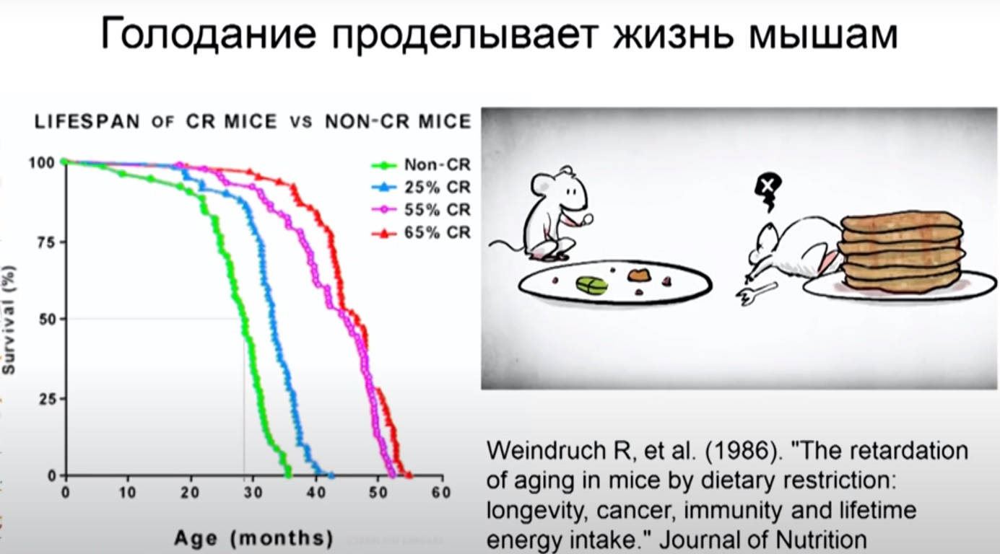 Голодание проделывает жизнь мышам
LIFESPAN OF CR MICE VS NON-CR MICE
100
75
50
25
0
Survival (%)
Non-CR
25% CR
55% CR
65% CR
0 10 20 30 40 50 60
Age (months)
X
Weindruch R, et al. (1986). "The retardation
of aging in mice by dietary restriction:
longevity, cancer, immunity and lifetime
energy intake." Journal of Nutrition